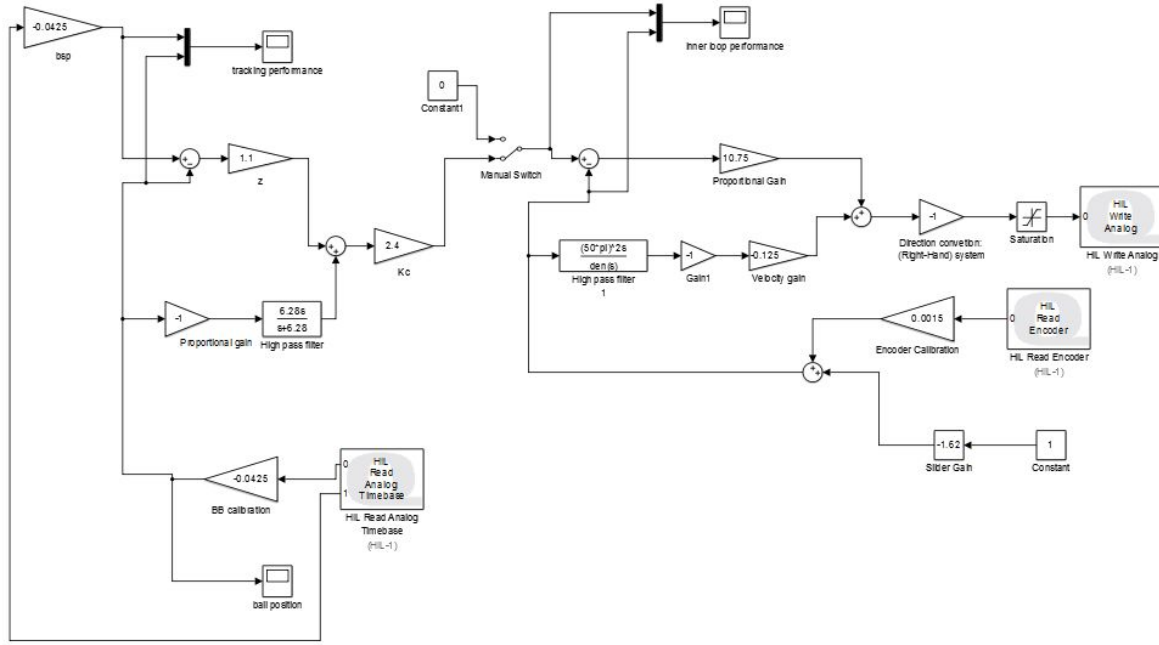 -0.0425
bsp
tracking performance
0
Constant1
Manual Switch
Inner loop performance
+
-
1.1
z
+
-
10.75
Proportional Gain
+
+
2.4
Kc
+
+
-1
Direction convetion:
(Right-Hand) system
Saturation
0
HIL
Write
Analog
HIL Write Analog
(HIL-1)
(50*pi)^2s
den(s)
High pass filter
1
-1
Gain1
-0.125
Velocity gain
-1
Proportional gain
6.28s
s+6.28
High pass filter
0.0015
Encoder Calibration
0
HIL
Read
Encoder
HIL Read Encoder
(HIL-1)
+
+
-1.62
Slider Gain
1
Constant
-0.0425
BB calibration
0
1
HIL
Read
Analog
Timebase
HIL Read Analog
Timebase
(HIL-1)
ball position